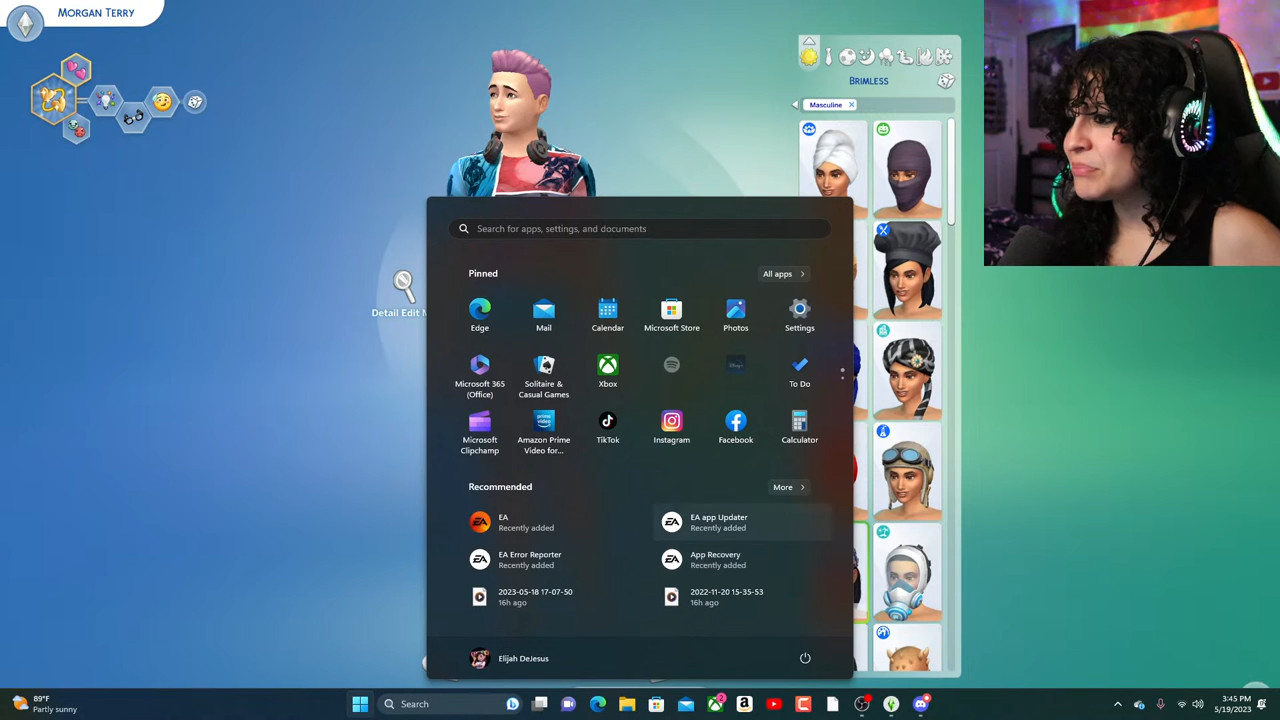 Morgan Terry
Brimless
Masculine
Detail Edit M
Search for apps, settings, and documents
Pinned
All apps
Edge
Mail
Calendar
Microsoft Store
Photos
Settings
Microsoft 365
(Office)
Solitaire &
Casual Games
Xbox
To Do
Microsoft
Clipchamp
Amazon Prime
Video for...
TikTok
Instagram
Facebook
Calculator
Recommended
More
EA
Recently added
EA app Updater
Recently added
EA Error Reporter
Recently added
App Recovery
Recently added
2023-05-18 17-07-50
16h ago
2022-11-20 15-35-53
16h ago
Elijah DeJesus
89°F
Partly sunny
Search
2
3:45 PM
5/19/2023